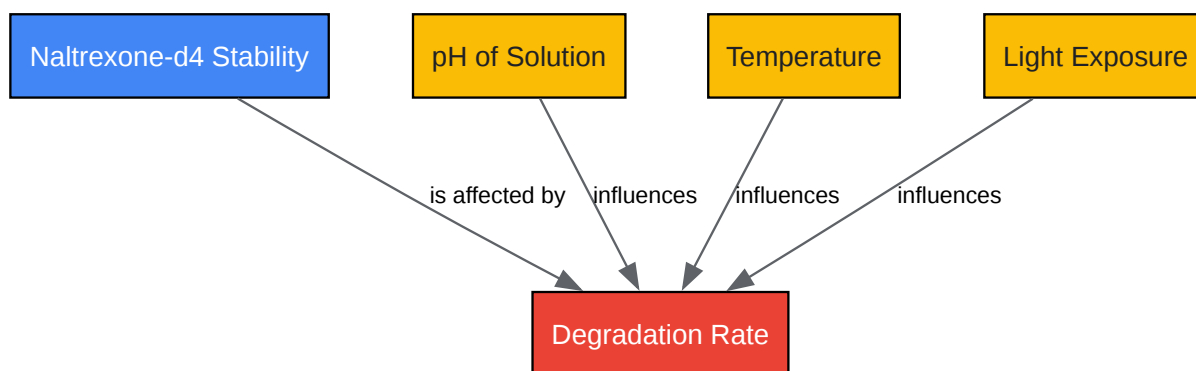 Naltrexone-d4 Stability
pH of Solution
Temperature
Light Exposure
is affected by
influences
influences
influences
Degradation Rate